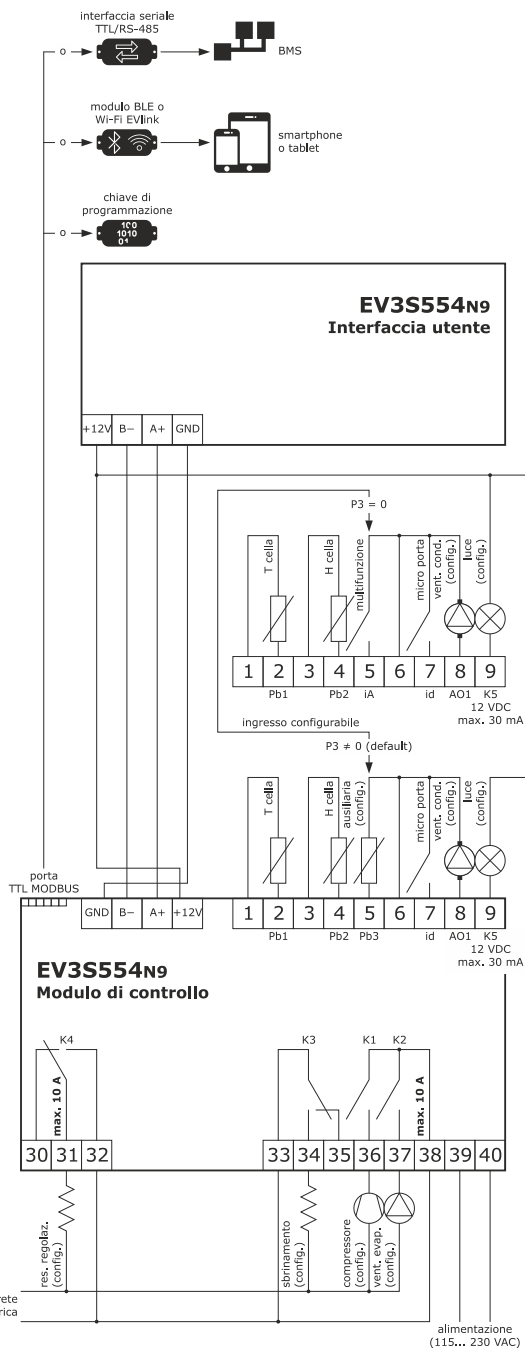 interfaccia seriale
TTL/RS-485
o
BMS
modulo BLE o
Wi-Fi EVlink
o
smartphone
o tablet
chiave di
programmazione
o
100
1010
01
EV3S554N9
Interfaccia utente
+12V B− A+ GND
P3 = 0
T cella
H cella
multifunzione
micro porta
vent. cond.
(config.)
luce
(config.)
1 2 3 4 5 6 7 8 9
Pb1 Pb2 iA id AO1 K5
12 VDC
max. 30 mA
ingresso configurabile
P3 ≠ 0 (default)
T cella
H cella
ausiliaria
(config.)
micro porta
vent. cond.
(config.)
luce
(config.)
porta
TTL MODBUS
GND B− A+ +12V
1 2 3 4 5 6 7 8 9
Pb1 Pb2 Pb3 id AO1 K5
12 VDC
max. 30 mA
EV3S554N9
Modulo di controllo
K4 K3 K1 K2
max. 10 A
max. 10 A
30 31 32 33 34 35 36 37 38 39 40
res. regolaz.
(config.)
sbrinamento
(config.)
compressore
(config.)
vent. evap.
(config.)
rete
rica
alimentazione
(115... 230 VAC)